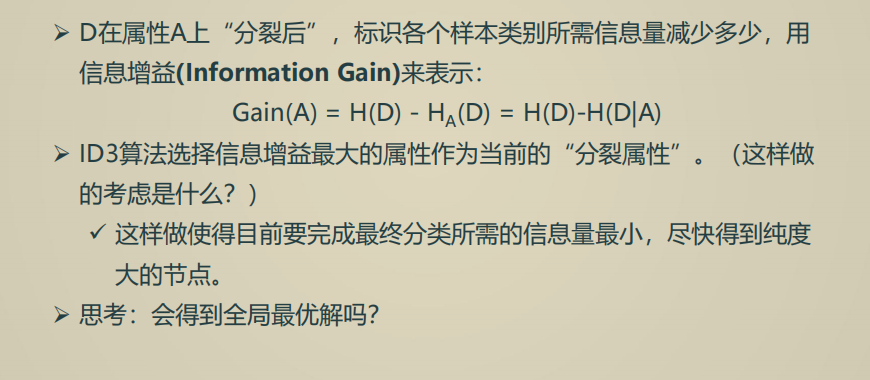 ➢ D在属性A上“分裂后”，标识各个样本类别所需信息量减少多少，用
信息增益(Information Gain)来表示：
Gain(A) = H(D) - HA(D) = H(D)-H(D|A)
➢ ID3算法选择信息增益最大的属性作为当前的“分裂属性”。（这样做
的考虑是什么？）
✓ 这样做使得目前要完成最终分类所需的信息量最小，尽快得到纯度
大的节点。
➢ 思考：会得到全局最优解吗？